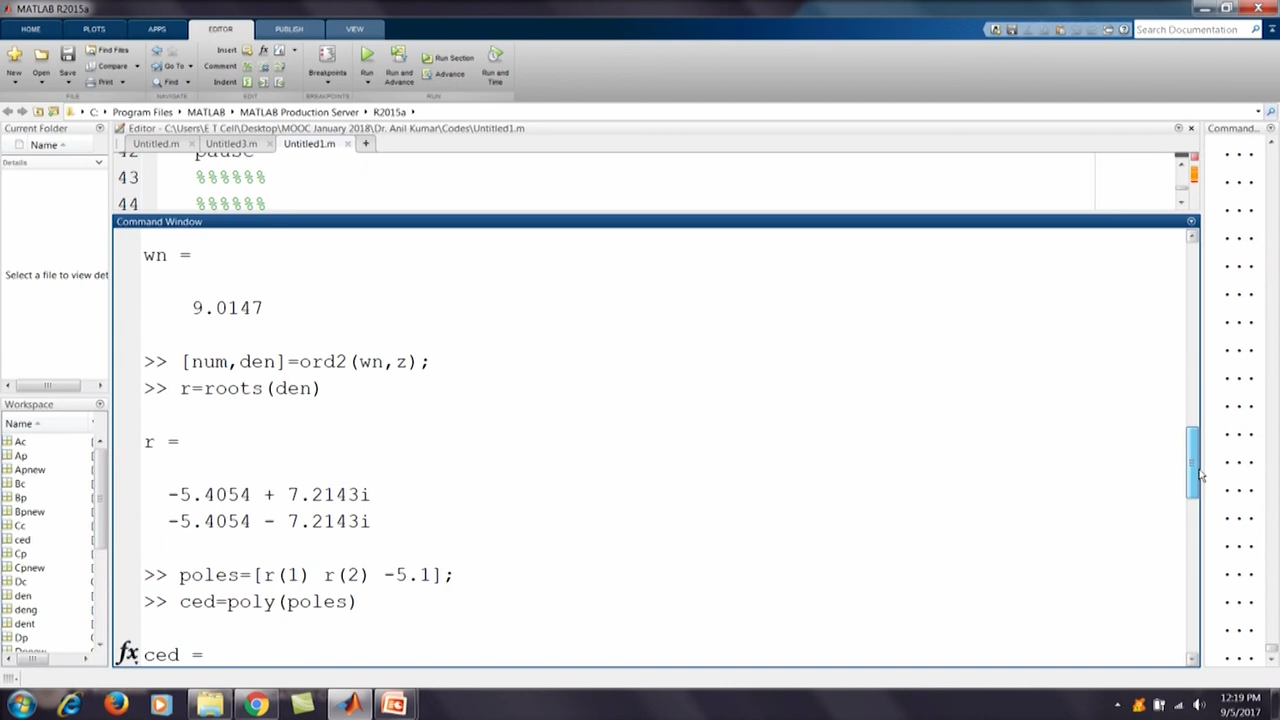 MATLAB R2015a
HOME PLOTS APPS EDITOR PUBLISH VIEW
Search Documentation
New Open Save Find Files Compare Print Go To Find Insert Comment Indent Breakpoints Run Run and Advance Run Section Advance Run and Time
FILE NAVIGATE EDIT BREAKPOINTS RUN
C: Program Files MATLAB MATLAB Production Server R2015a
Current Folder
Editor - C:\Users\E T Cell\Desktop\MOOC January 2018\Dr. Anil Kumar\Codes\Untitled1.m
Command...
Name
Untitled.m Untitled3.m Untitled1.m
Details
42 pause
43 %%%%%%
44 %%%%%%
Command Window
wn =
9.0147
>> [num,den]=ord2(wn,z);
>> r=roots(den)
r =
-5.4054 + 7.2143i
-5.4054 - 7.2143i
>> poles=[r(1) r(2) -5.1];
>> ced=poly(poles)
fx ced =
Select a file to view det
Workspace
Name
Ac
Ap
Apnew
Bc
Bp
Bpnew
Cc
ced
Cp
Cpnew
Dc
den
deng
dent
Dp
12:19 PM
9/5/2017